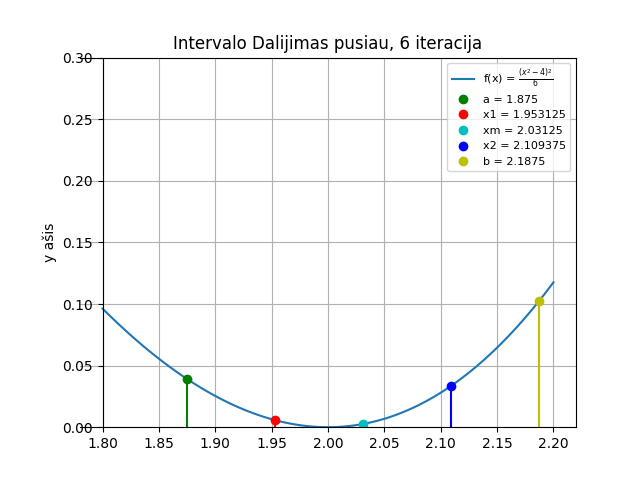 Intervalo Dalijimas pusiau, 6 iteracija
f(x) = (x²−4)²/6
a = 1.875
x1 = 1.953125
xm = 2.03125
x2 = 2.109375
b = 2.1875
y ašis
0.30
0.25
0.20
0.15
0.10
0.05
0.00
1.80 1.85 1.90 1.95 2.00 2.05 2.10 2.15 2.20